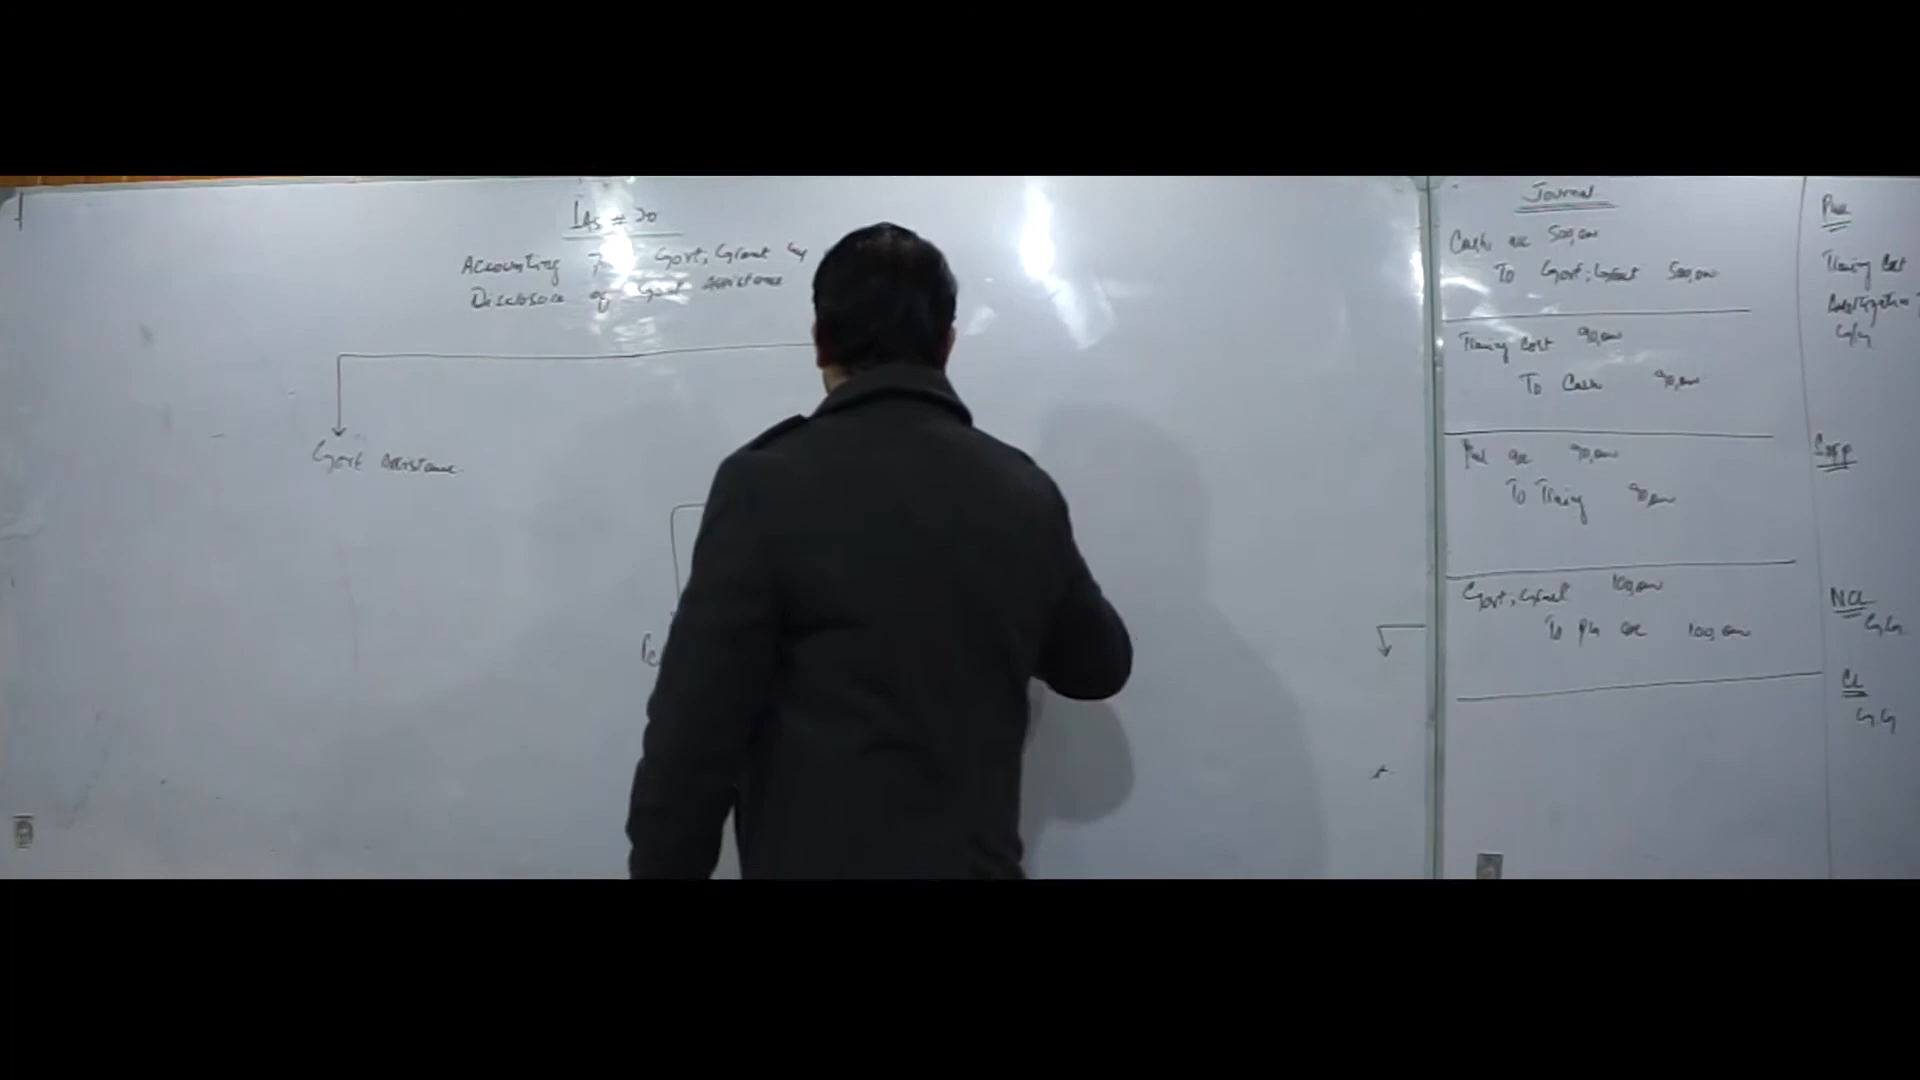 IAS # 20
Accounting For Govt, Grant &
Disclosure of Govt Assistance
Govt Assistance
Journal
Cash a/c 500,000
To Govt, Grant 500,000
Training Cost 90,000
To Cash 90,000
P&L a/c 90,000
To Training 90,000
Govt, Grant 100,000
To P&L a/c 100,000
P&L
Training Cost
G/G
SOFP
NCL
G.G.
CL
G.G